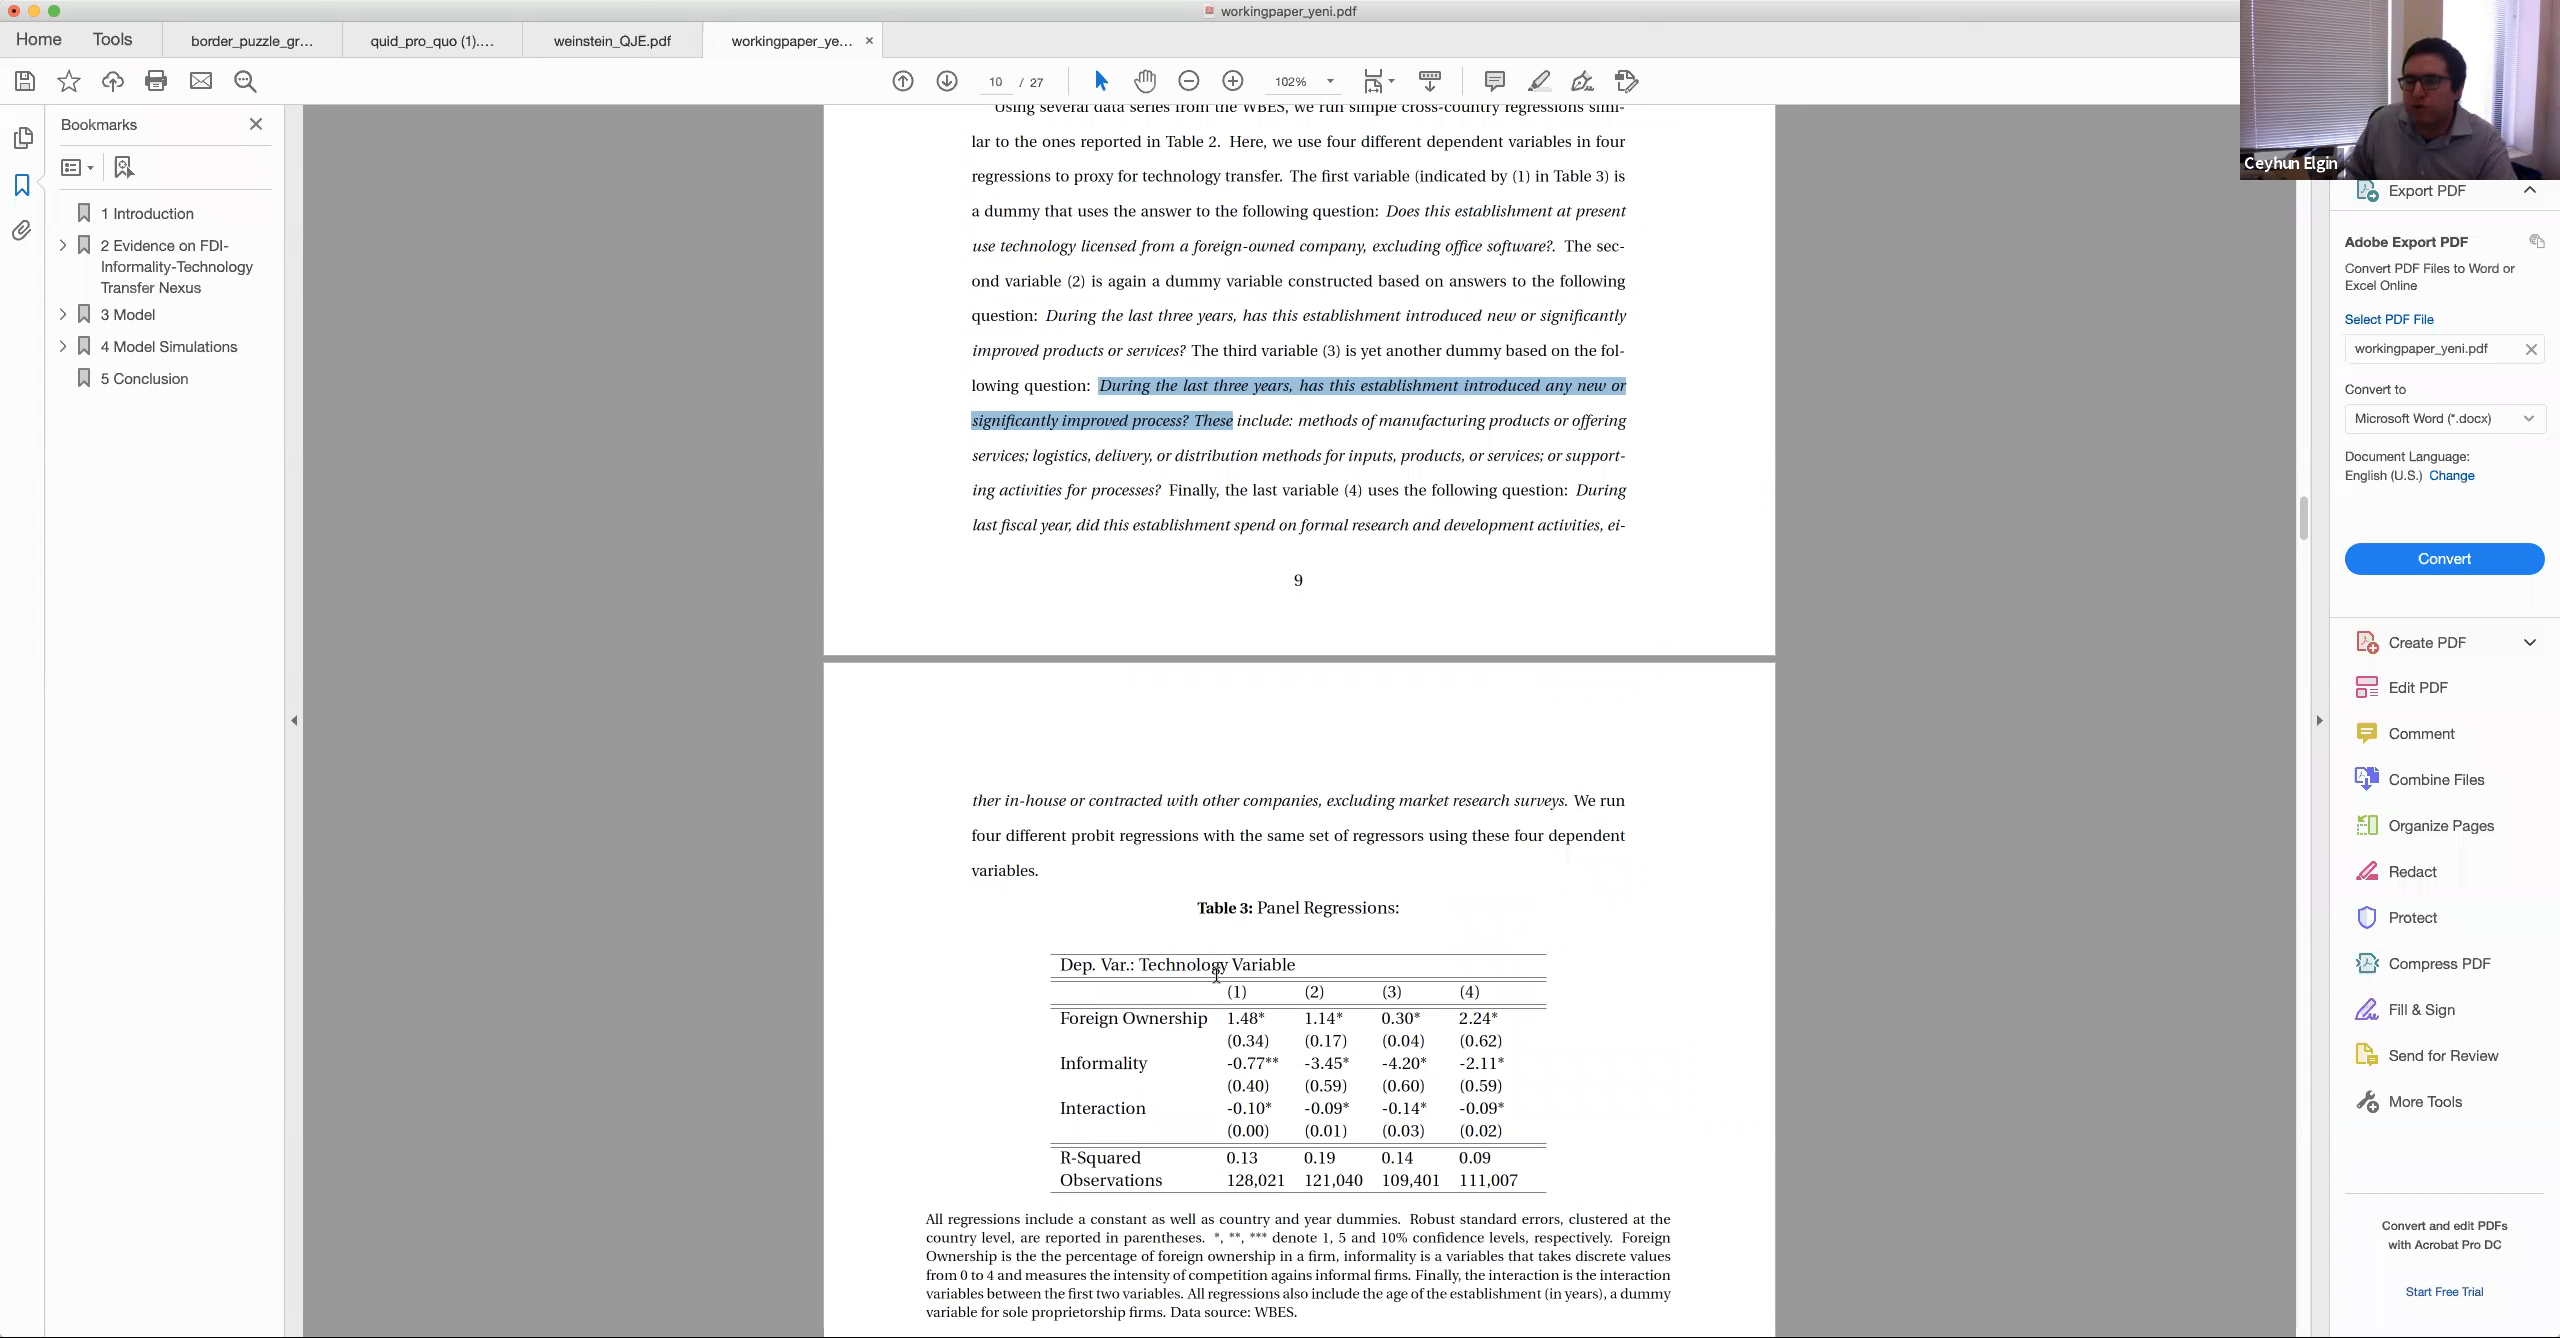 workingpaper_yeni.pdf
Home
Tools
border_puzzle_gr...
quid_pro_quo (1)....
weinstein_QJE.pdf
workingpaper_ye...
10 / 27
102%
Ceyhun Elgin
Bookmarks
1 Introduction
2 Evidence on FDI-
Informality-Technology
Transfer Nexus
3 Model
4 Model Simulations
5 Conclusion
Using several data series from the WBES, we run simple cross-country regressions simi-
lar to the ones reported in Table 2. Here, we use four different dependent variables in four
regressions to proxy for technology transfer. The first variable (indicated by (1) in Table 3) is
a dummy that uses the answer to the following question: Does this establishment at present
use technology licensed from a foreign-owned company, excluding office software?. The sec-
ond variable (2) is again a dummy variable constructed based on answers to the following
question: During the last three years, has this establishment introduced new or significantly
improved products or services? The third variable (3) is yet another dummy based on the fol-
lowing question: During the last three years, has this establishment introduced any new or
significantly improved process? These include: methods of manufacturing products or offering
services; logistics, delivery, or distribution methods for inputs, products, or services; or support-
ing activities for processes? Finally, the last variable (4) uses the following question: During
last fiscal year, did this establishment spend on formal research and development activities, ei-
9
ther in-house or contracted with other companies, excluding market research surveys. We run
four different probit regressions with the same set of regressors using these four dependent
variables.
Table 3: Panel Regressions:
Dep. Var.: Technology Variable
(1) (2) (3) (4)
Foreign Ownership 1.48* 1.14* 0.30* 2.24*
(0.34) (0.17) (0.04) (0.62)
Informality -0.77** -3.45* -4.20* -2.11*
(0.40) (0.59) (0.60) (0.59)
Interaction -0.10* -0.09* -0.14* -0.09*
(0.00) (0.01) (0.03) (0.02)
R-Squared 0.13 0.19 0.14 0.09
Observations 128,021 121,040 109,401 111,007
All regressions include a constant as well as country and year dummies. Robust standard errors, clustered at the
country level, are reported in parentheses. *, **, *** denote 1, 5 and 10% confidence levels, respectively. Foreign
Ownership is the the percentage of foreign ownership in a firm, informality is a variables that takes discrete values
from 0 to 4 and measures the intensity of competition agains informal firms. Finally, the interaction is the interaction
variables between the first two variables. All regressions also include the age of the establishment (in years), a dummy
variable for sole proprietorship firms. Data source: WBES.
Export PDF
Adobe Export PDF
Convert PDF Files to Word or
Excel Online
Select PDF File
workingpaper_yeni.pdf
Convert to
Microsoft Word (*.docx)
Document Language:
English (U.S.) Change
Convert
Create PDF
Edit PDF
Comment
Combine Files
Organize Pages
Redact
Protect
Compress PDF
Fill & Sign
Send for Review
More Tools
Convert and edit PDFs
with Acrobat Pro DC
Start Free Trial